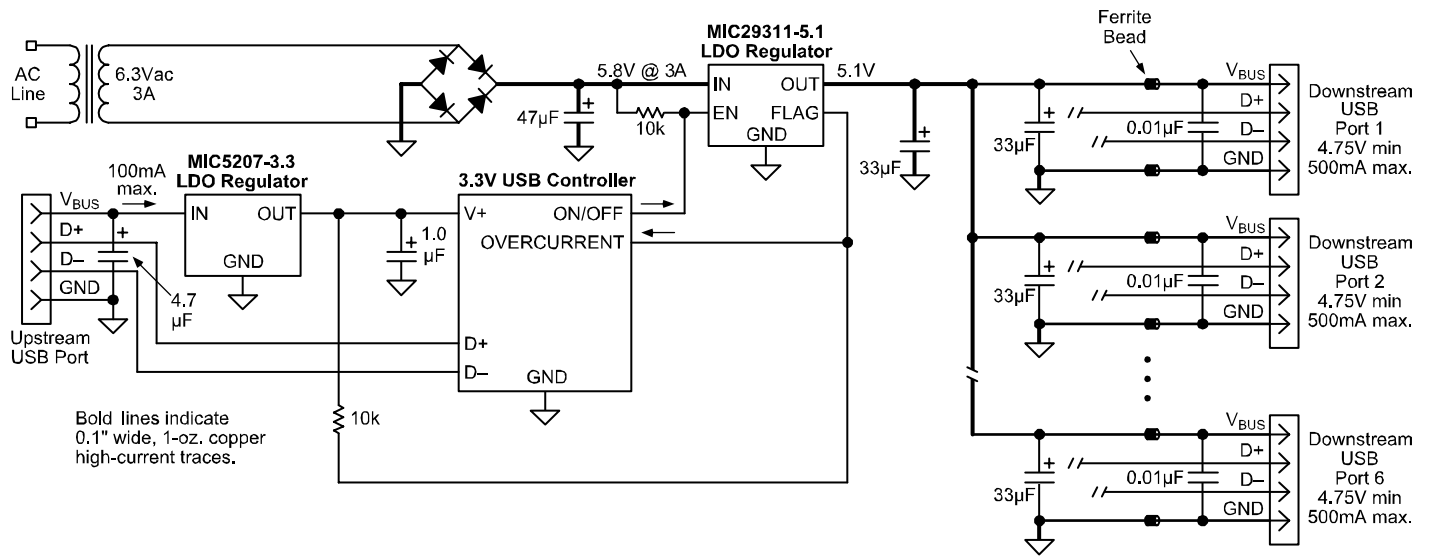 AC
Line
6.3Vac
3A
5.8V @ 3A
47µF
10k
MIC29311-5.1
LDO Regulator
IN
OUT
EN
FLAG
GND
5.1V
33µF
Ferrite
Bead
33µF
0.01µF
VBUS
D+
D–
GND
Downstream
USB
Port 1
4.75V min
500mA max.
100mA
max.
MIC5207-3.3
LDO Regulator
IN
OUT
GND
VBUS
D+
D–
GND
4.7
µF
Upstream
USB Port
1.0
µF
3.3V USB Controller
V+
ON/OFF
OVERCURRENT
D+
D–
GND
10k
33µF
0.01µF
VBUS
D+
D–
GND
Downstream
USB
Port 2
4.75V min
500mA max.
Bold lines indicate
0.1" wide, 1-oz. copper
high-current traces.
33µF
0.01µF
VBUS
D+
D–
GND
Downstream
USB
Port 6
4.75V min
500mA max.